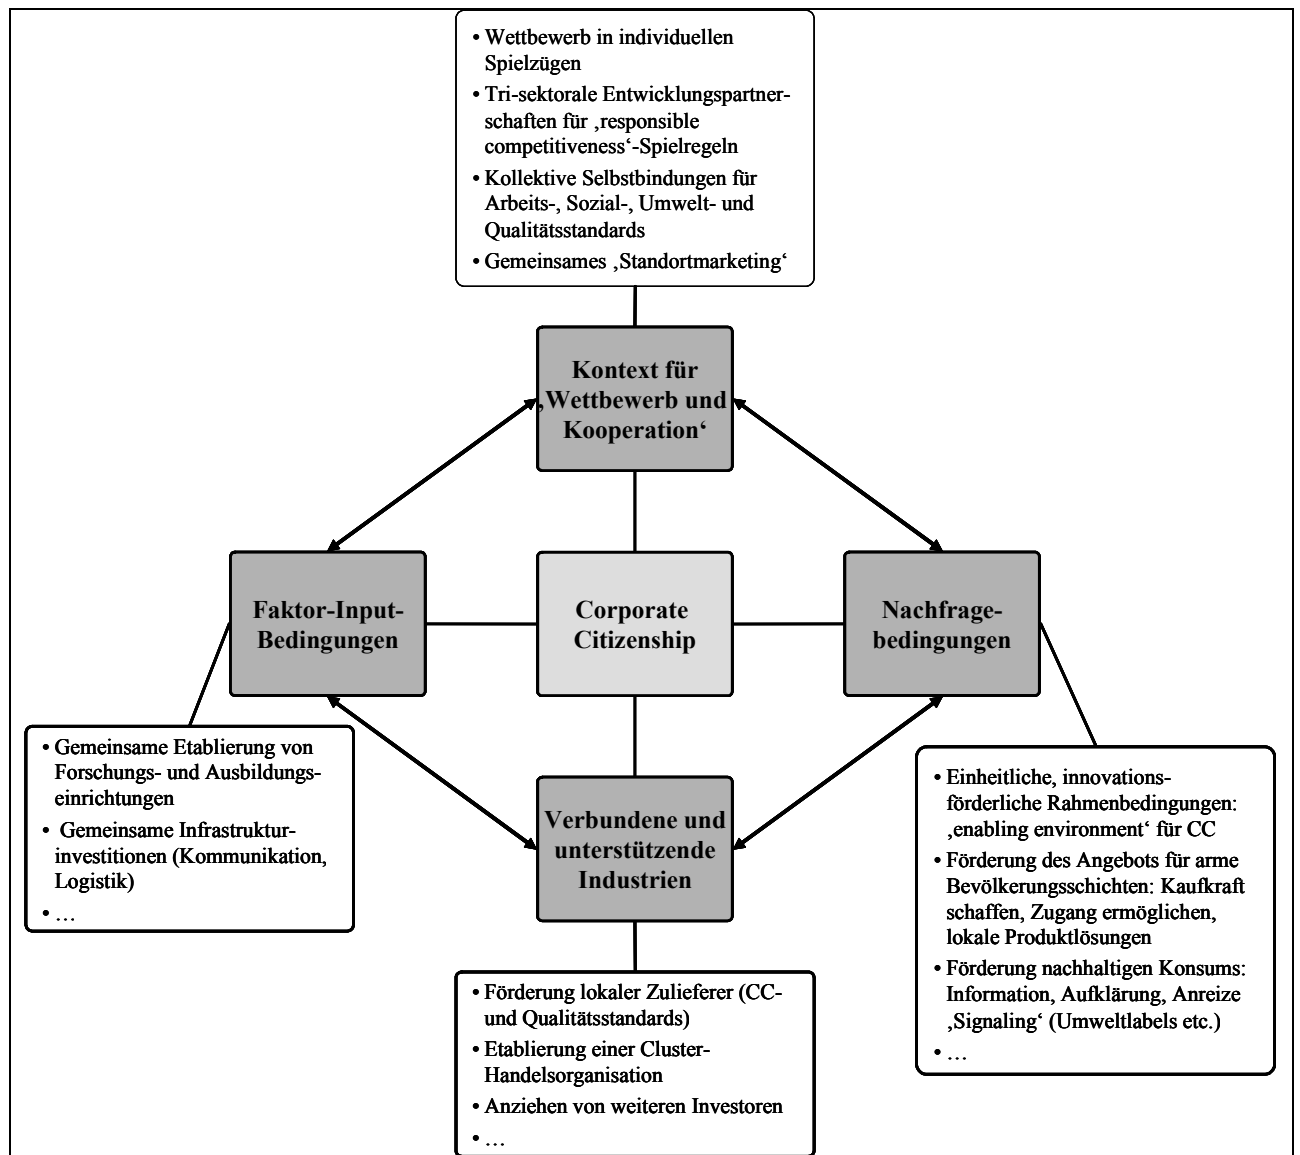 • Wettbewerb in individuellen
Spielzügen
• Tri-sektorale Entwicklungspartner-
schaften für ‚responsible
competitiveness‘-Spielregeln
• Kollektive Selbstbindungen für
Arbeits-, Sozial-, Umwelt- und
Qualitätsstandards
• Gemeinsames ‚Standortmarketing‘
Kontext für
‚Wettbewerb und
Kooperation‘
Faktor-Input-
Bedingungen
Corporate
Citizenship
Nachfrage-
bedingungen
• Gemeinsame Etablierung von
Forschungs- und Ausbildungs-
einrichtungen
• Gemeinsame Infrastruktur-
investitionen (Kommunikation,
Logistik)
• …
Verbundene und
unterstützende
Industrien
• Einheitliche, innovations-
förderliche Rahmenbedingungen:
‚enabling environment‘ für CC
• Förderung des Angebots für arme
Bevölkerungsschichten: Kaufkraft
schaffen, Zugang ermöglichen,
lokale Produktlösungen
• Förderung nachhaltigen Konsums:
Information, Aufklärung, Anreize
‚Signaling‘ (Umweltlabels etc.)
• …
• Förderung lokaler Zulieferer (CC-
und Qualitätsstandards)
• Etablierung einer Cluster-
Handelsorganisation
• Anziehen von weiteren Investoren
• …